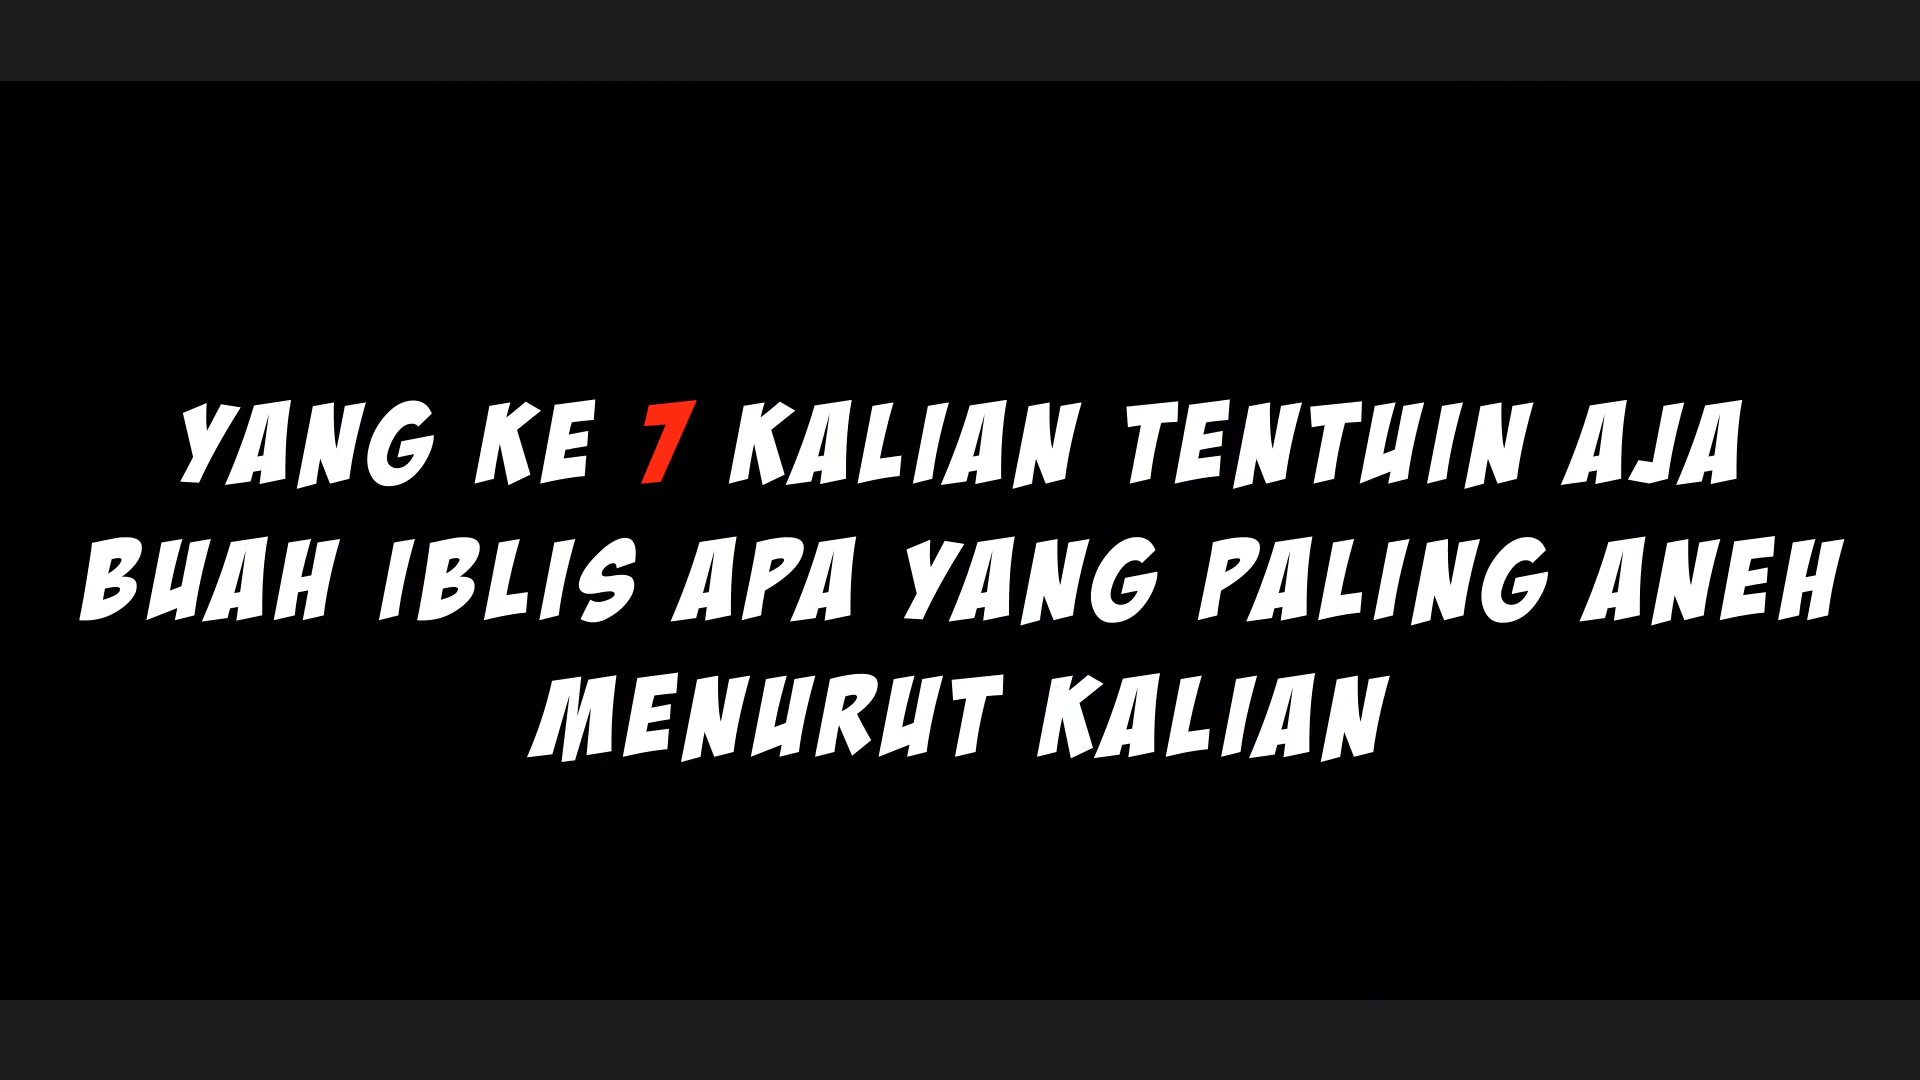 YANG KE 7 KALIAN TENTUIN AJA
BUAH IBLIS APA YANG PALING ANEH
MENURUT KALIAN